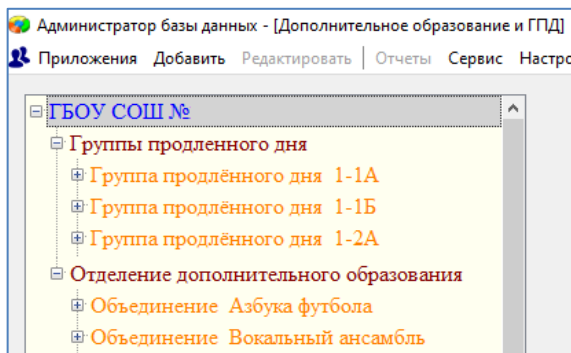 Администратор базы данных - [Дополнительное образование и ГПД]
Приложения Добавить Редактировать Отчеты Сервис
ГБОУ СОШ №
Группы продленного дня
Группа продлённого дня 1-1А
Группа продлённого дня 1-1Б
Группа продлённого дня 1-2А
Отделение дополнительного образования
Объединение Азбука футбола
Объединение Вокальный ансамбль